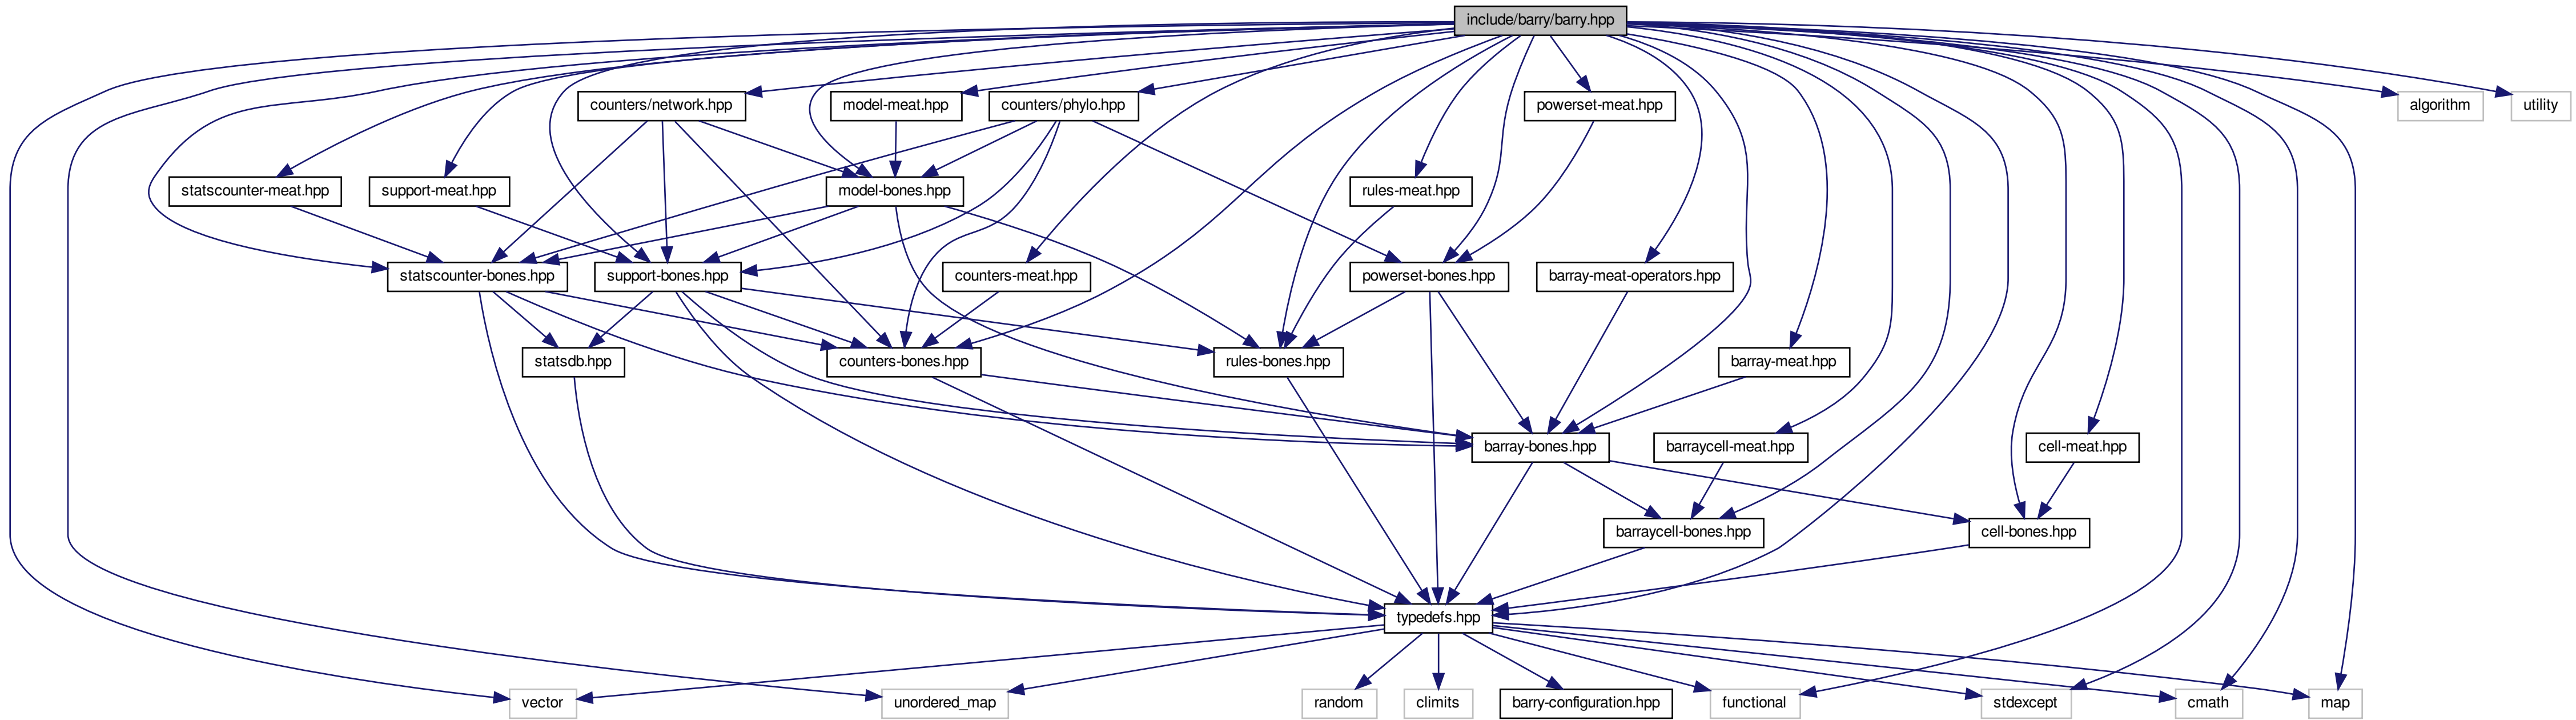 include/barry/barry.hpp
counters/network.hpp
model-meat.hpp
counters/phylo.hpp
powerset-meat.hpp
algorithm
utility
statscounter-meat.hpp
support-meat.hpp
model-bones.hpp
rules-meat.hpp
statscounter-bones.hpp
support-bones.hpp
counters-meat.hpp
powerset-bones.hpp
barray-meat-operators.hpp
statsdb.hpp
counters-bones.hpp
rules-bones.hpp
barray-meat.hpp
barray-bones.hpp
barraycell-meat.hpp
cell-meat.hpp
barraycell-bones.hpp
cell-bones.hpp
typedefs.hpp
vector
unordered_map
random
climits
barry-configuration.hpp
functional
stdexcept
cmath
map